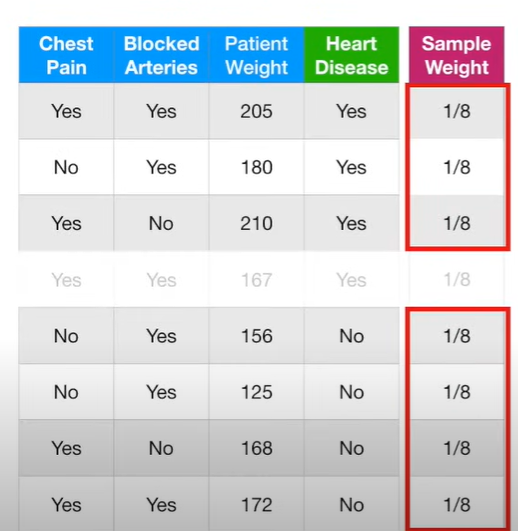 Chest Pain Blocked Arteries Patient Weight Heart Disease Sample Weight
Yes Yes 205 Yes 1/8
No Yes 180 Yes 1/8
Yes No 210 Yes 1/8
Yes Yes 167 Yes 1/8
No Yes 156 No 1/8
No Yes 125 No 1/8
Yes No 168 No 1/8
Yes Yes 172 No 1/8